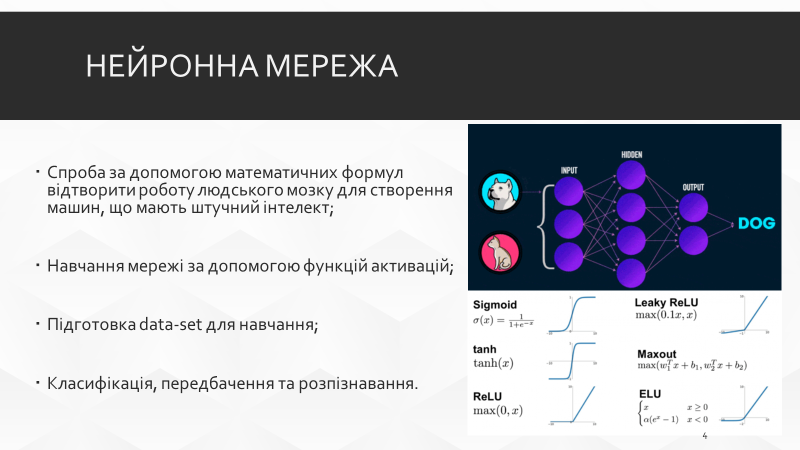 НЕЙРОННА МЕРЕЖА
▪ Спроба за допомогою математичних формул
відтворити роботу людського мозку для створення
машин, що мають штучний інтелект;
▪ Навчання мережі за допомогою функцій активацій;
▪ Підготовка data-set для навчання;
▪ Класифікація, передбачення та розпізнавання.
INPUT
HIDDEN
OUTPUT
DOG
Sigmoid
σ(x) = 1/(1+e^{-x})
tanh
tanh(x)
ReLU
max(0, x)
Leaky ReLU
max(0.1x, x)
Maxout
max(w₁ᵀx + b₁, w₂ᵀx + b₂)
ELU
x x ≥ 0
α(eˣ − 1) x < 0
4